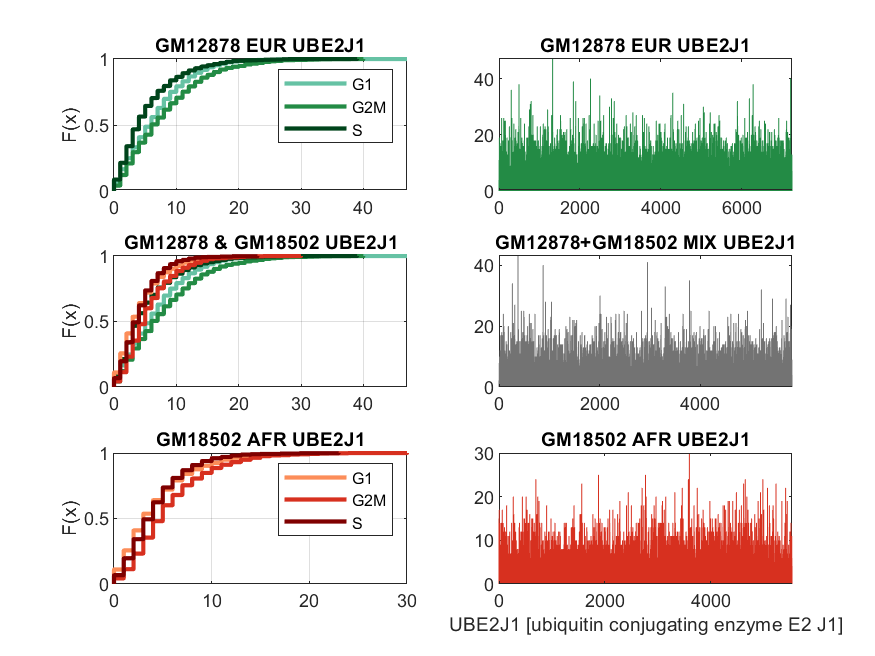 GM12878 EUR UBE2J1
1
0.5
0
F(x)
0 10 20 30 40
G1
G2M
S
GM12878 EUR UBE2J1
40
20
0
0 2000 4000 6000
GM12878 & GM18502 UBE2J1
1
0.5
0
F(x)
0 10 20 30 40
GM12878+GM18502 MIX UBE2J1
40
20
0
0 2000 4000
GM18502 AFR UBE2J1
1
0.5
0
F(x)
0 10 20 30
G1
G2M
S
GM18502 AFR UBE2J1
30
20
10
0
0 2000 4000
UBE2J1 [ubiquitin conjugating enzyme E2 J1]